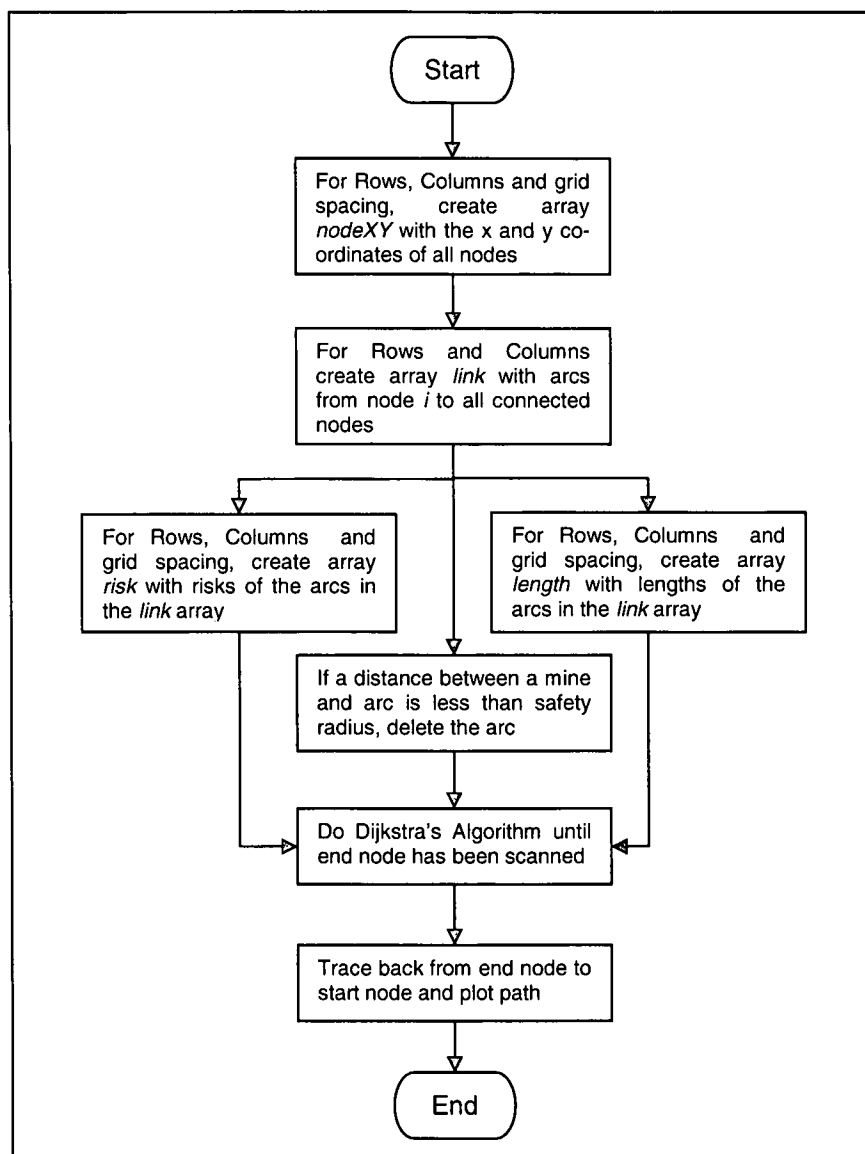 Start
For Rows, Columns and grid
spacing, create array
nodeXY with the x and y co-
ordinates of all nodes
For Rows and Columns
create array link with arcs
from node i to all connected
nodes
For Rows, Columns and
grid spacing, create array
risk with risks of the arcs in
the link array
For Rows, Columns and
grid spacing, create array
length with lengths of the
arcs in the link array
If a distance between a mine
and arc is less than safety
radius, delete the arc
Do Dijkstra's Algorithm until
end node has been scanned
Trace back from end node to
start node and plot path
End